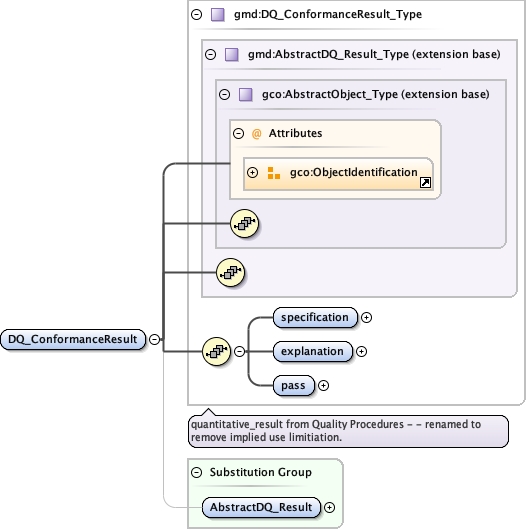 gmd:DQ_ConformanceResult_Type
gmd:AbstractDQ_Result_Type (extension base)
gco:AbstractObject_Type (extension base)
@ Attributes
gco:ObjectIdentification
DQ_ConformanceResult
specification
explanation
pass
quantitative_result from Quality Procedures - - renamed to
remove implied use limitiation.
Substitution Group
AbstractDQ_Result